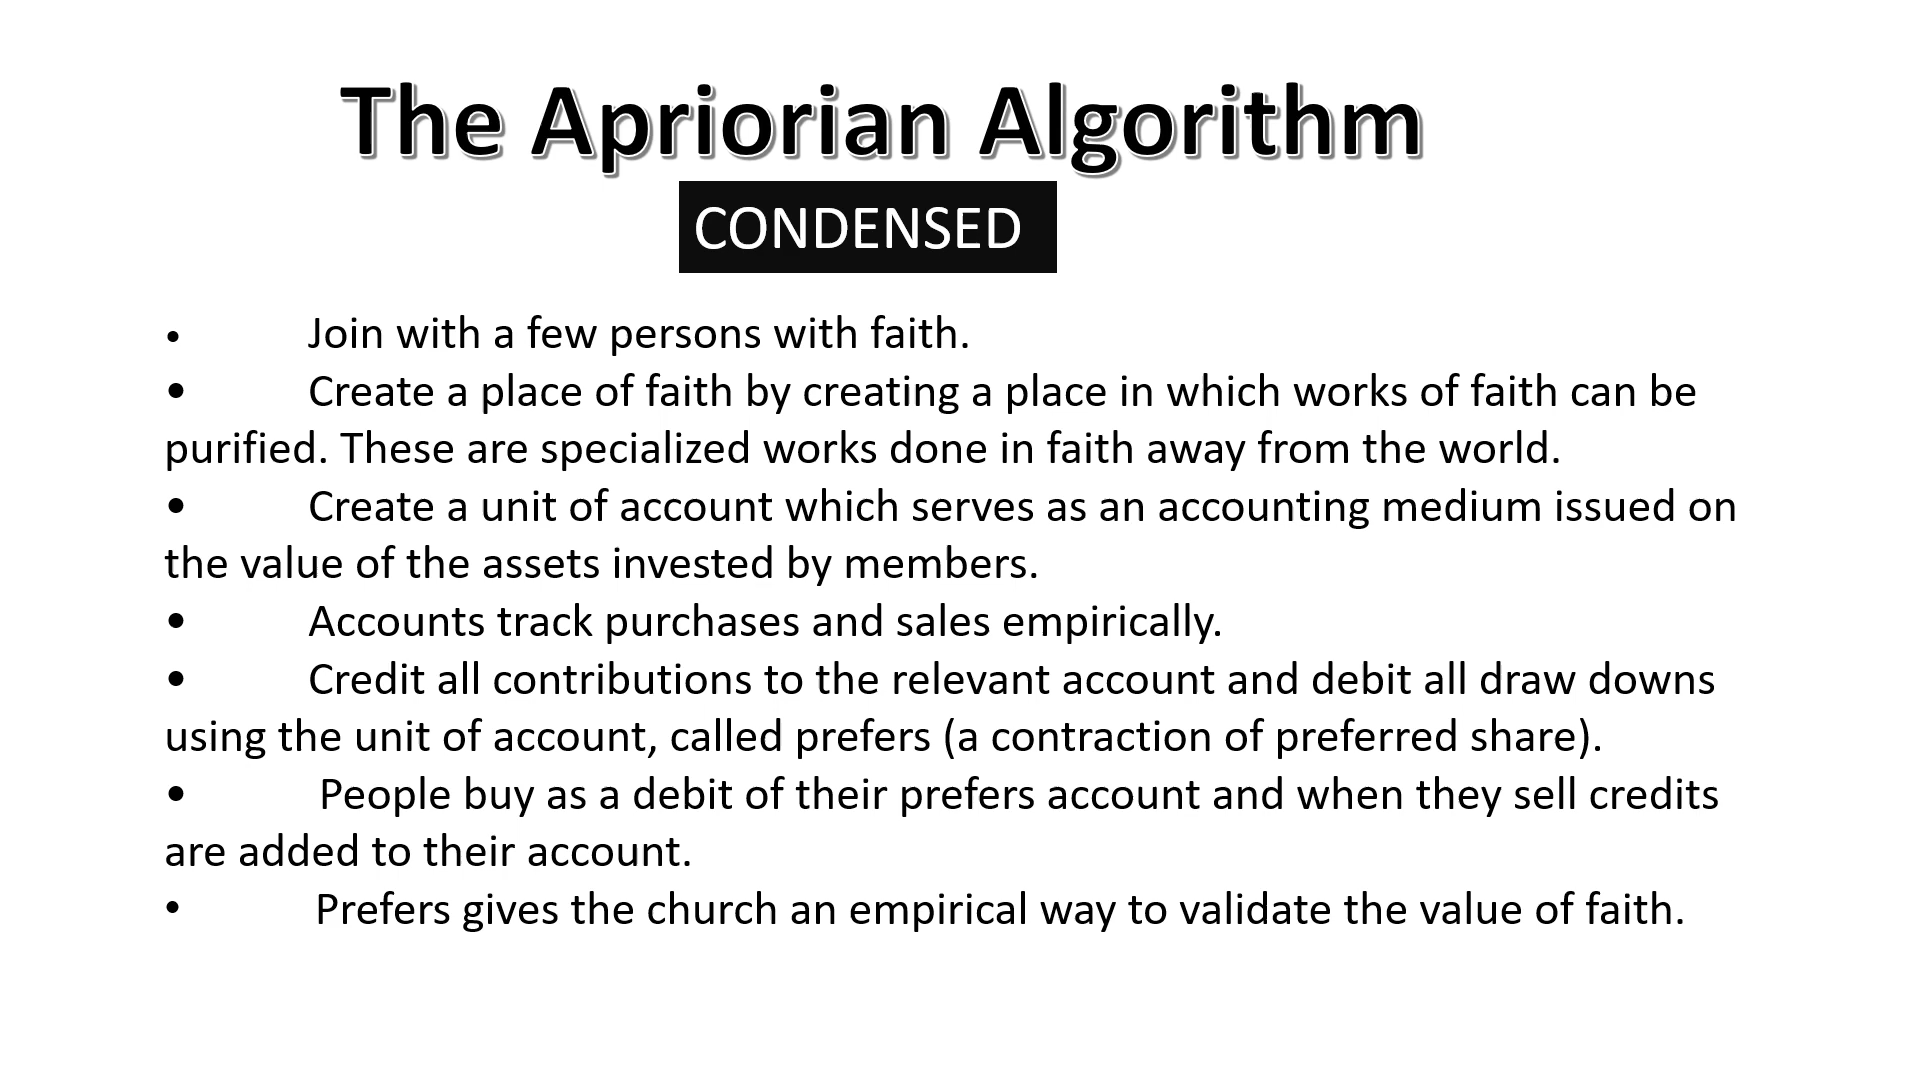 The Apriorian Algorithm
CONDENSED
• Join with a few persons with faith.
• Create a place of faith by creating a place in which works of faith can be
purified. These are specialized works done in faith away from the world.
• Create a unit of account which serves as an accounting medium issued on
the value of the assets invested by members.
• Accounts track purchases and sales empirically.
• Credit all contributions to the relevant account and debit all draw downs
using the unit of account, called prefers (a contraction of preferred share).
• People buy as a debit of their prefers account and when they sell credits
are added to their account.
• Prefers gives the church an empirical way to validate the value of faith.